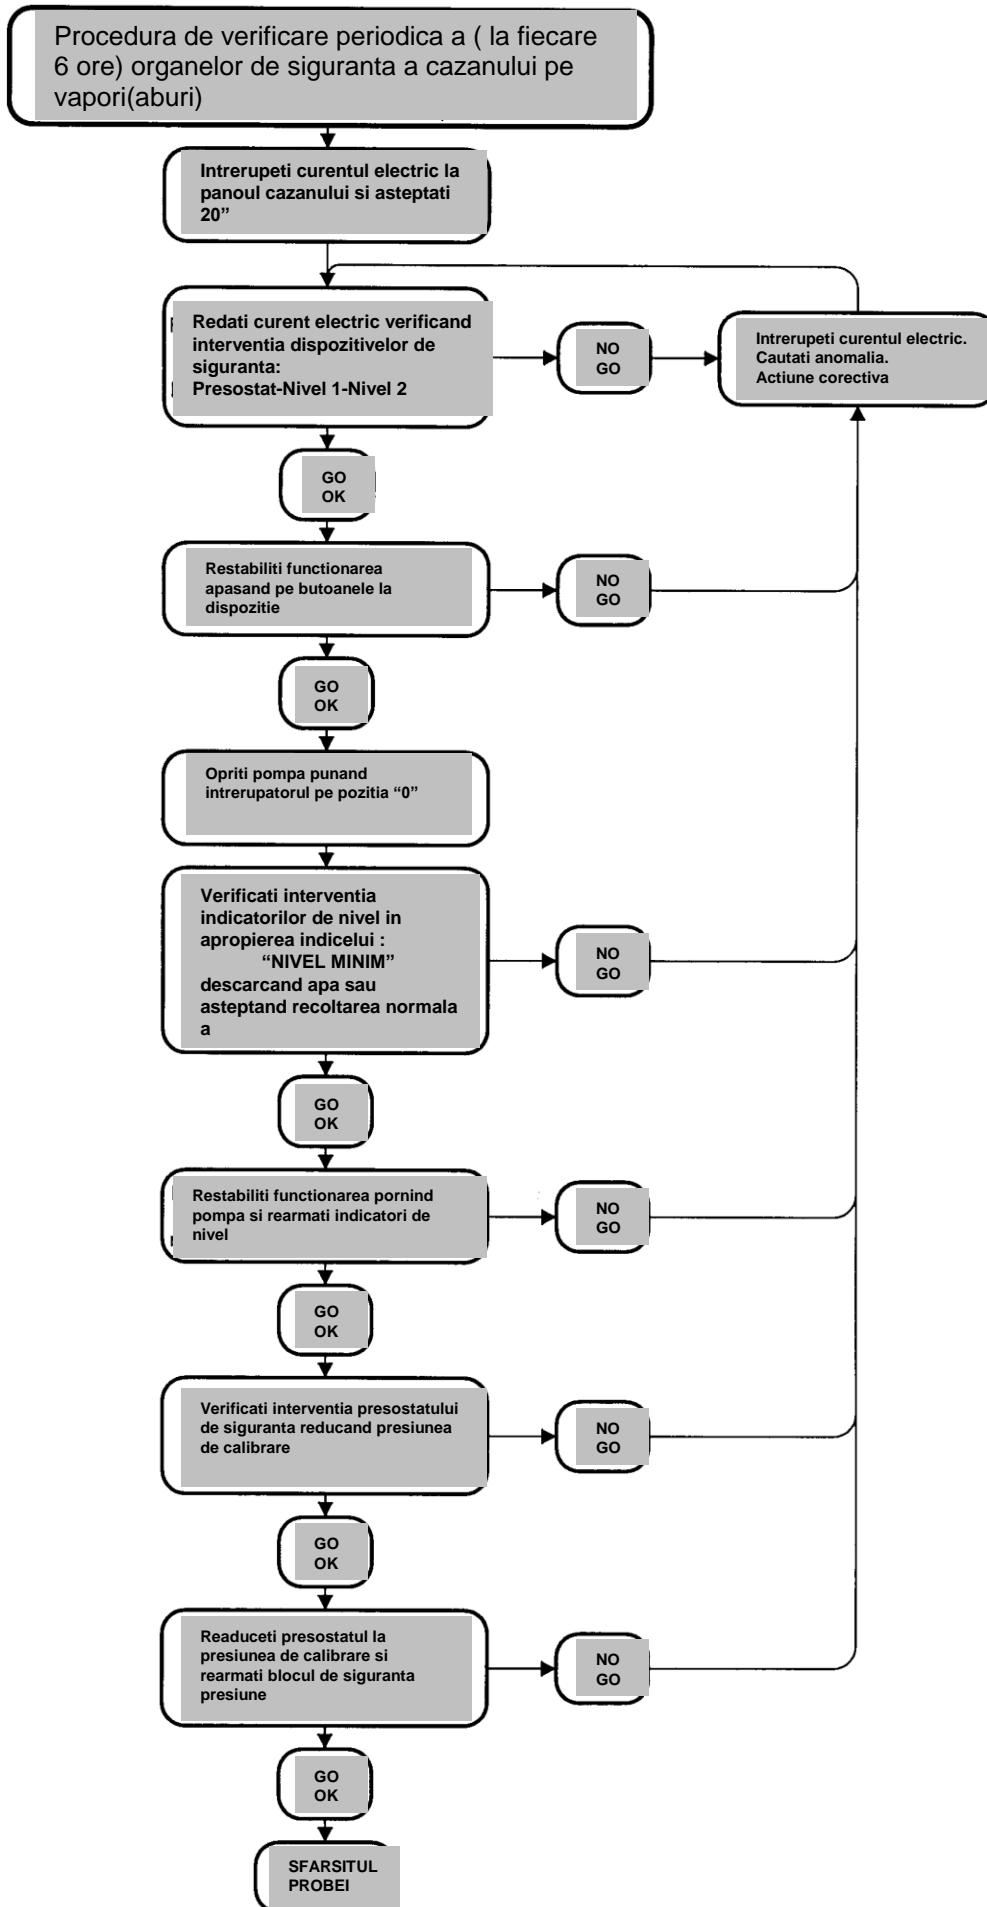 Procedura de verificare periodica a ( la fiecare
6 ore) organelor de siguranta a cazanului pe
vapori(aburi)
Intrerupeti curentul electric la
panoul cazanului si asteptati
20”
Redati curent electric verificand
interventia dispozitivelor de
siguranta:
Presostat-Nivel 1-Nivel 2
NO
GO
Intrerupeti curentul electric.
Cautati anomalia.
Actiune corectiva
GO
OK
Restabiliti functionarea
apasand pe butoanele la
dispozitie
NO
GO
GO
OK
Opriti pompa punand
intrerupatorul pe pozitia “0”
Verificati interventia
indicatorilor de nivel in
apropierea indicelui :
“NIVEL MINIM”
descarcand apa sau
asteptand recoltarea normala
a
NO
GO
GO
OK
Restabiliti functionarea pornind
pompa si rearmati indicatori de
nivel
NO
GO
GO
OK
Verificati interventia presostatului
de siguranta reducand presiunea
de calibrare
NO
GO
GO
OK
Readuceti presostatul la
presiunea de calibrare si
rearmati blocul de siguranta
presiune
NO
GO
GO
OK
SFARSITUL
PROBEI